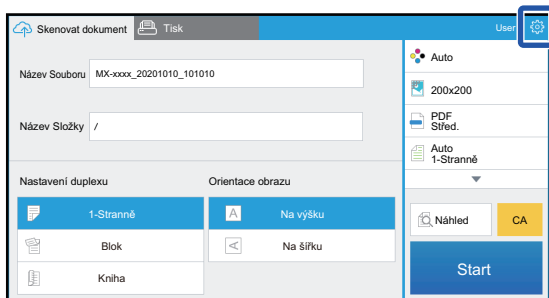 Skenovat dokument
Tisk
User
Název Souboru
MX-xxxx_20201010_101010
Název Složky
/
Nastavení duplexu
Orientace obrazu
1-Stranně
Blok
Kniha
A
Na výšku
A
Na šířku
Auto
200x200
PDF
Střed.
Auto
1-Stranně
Náhled
CA
Start